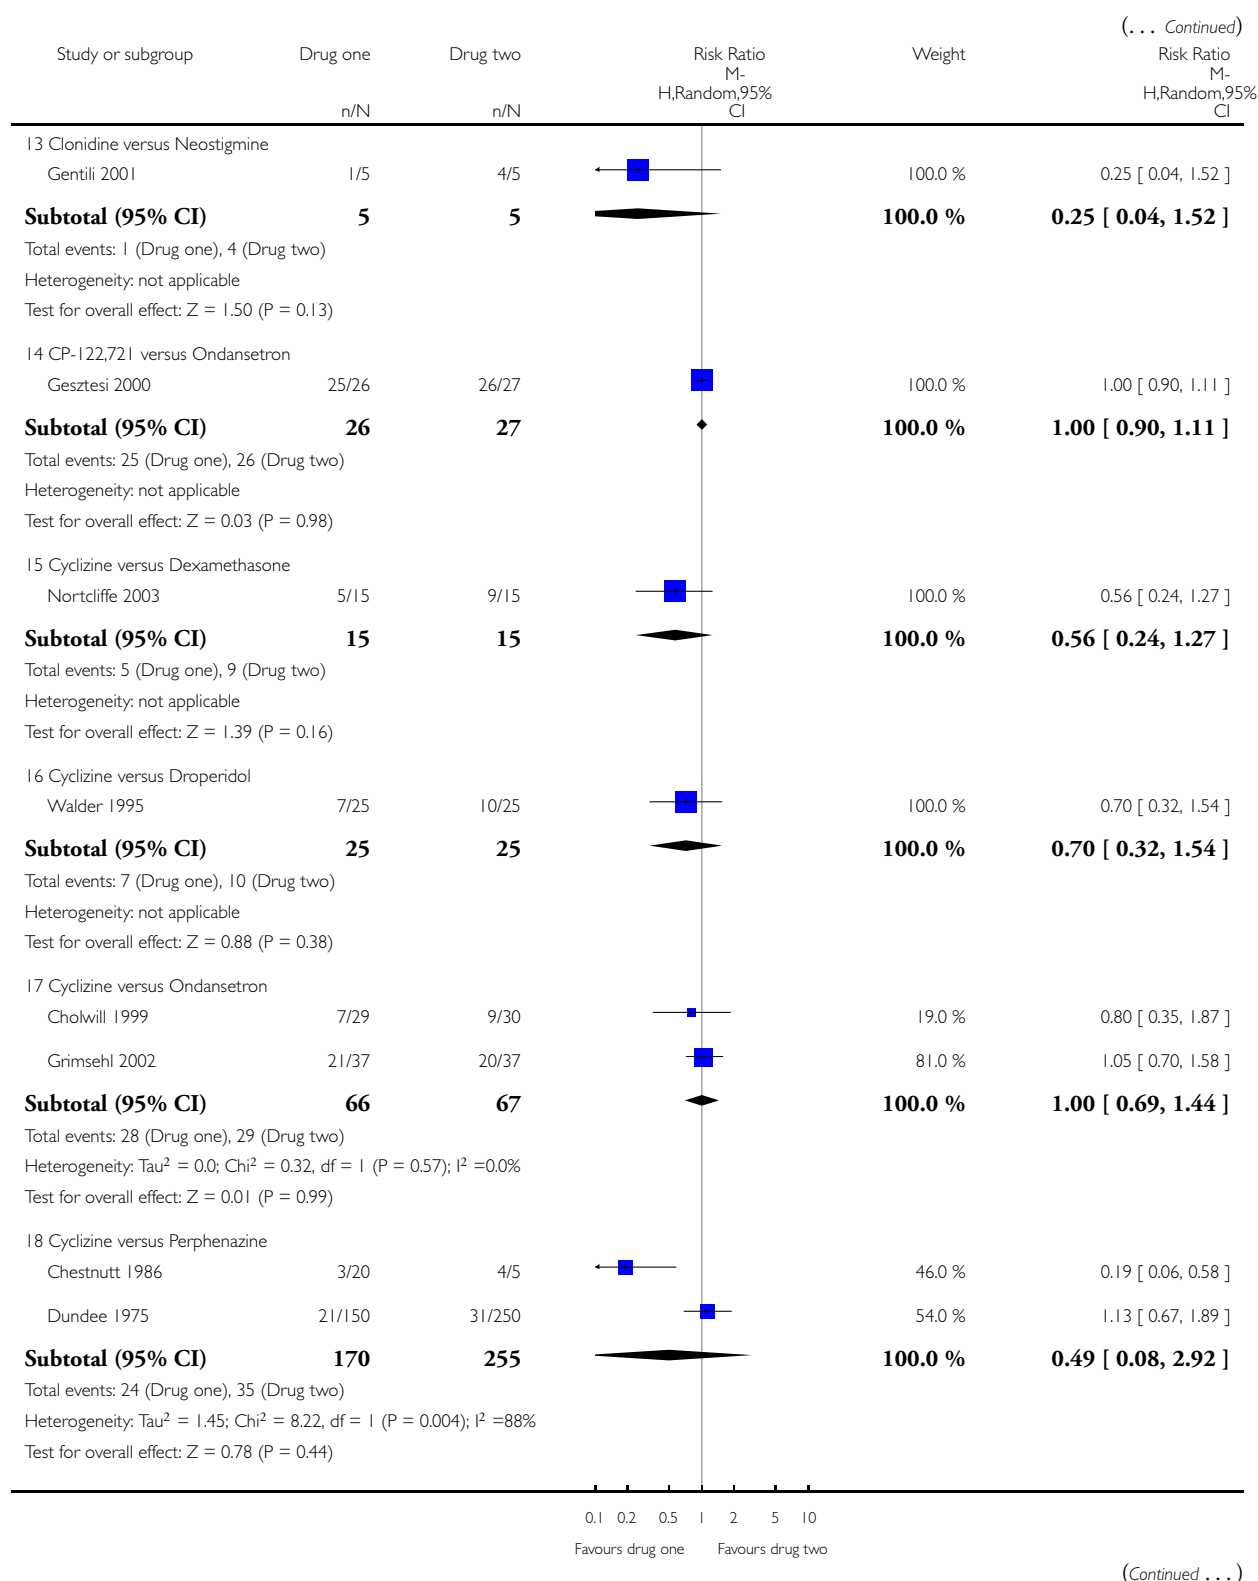 (... Continued)
Study or subgroup Drug one Drug two Risk Ratio Weight Risk Ratio
M- M-
H,Random,95% H,Random,95%
n/N n/N CI CI
13 Clonidine versus Neostigmine
Gentili 2001 1/5 4/5 100.0 % 0.25 [ 0.04, 1.52 ]
Subtotal (95% CI) 5 5 100.0 % 0.25 [ 0.04, 1.52 ]
Total events: 1 (Drug one), 4 (Drug two)
Heterogeneity: not applicable
Test for overall effect: Z = 1.50 (P = 0.13)
14 CP-122,721 versus Ondansetron
Gesztesi 2000 25/26 26/27 100.0 % 1.00 [ 0.90, 1.11 ]
Subtotal (95% CI) 26 27 100.0 % 1.00 [ 0.90, 1.11 ]
Total events: 25 (Drug one), 26 (Drug two)
Heterogeneity: not applicable
Test for overall effect: Z = 0.03 (P = 0.98)
15 Cyclizine versus Dexamethasone
Nortcliffe 2003 5/15 9/15 100.0 % 0.56 [ 0.24, 1.27 ]
Subtotal (95% CI) 15 15 100.0 % 0.56 [ 0.24, 1.27 ]
Total events: 5 (Drug one), 9 (Drug two)
Heterogeneity: not applicable
Test for overall effect: Z = 1.39 (P = 0.16)
16 Cyclizine versus Droperidol
Walder 1995 7/25 10/25 100.0 % 0.70 [ 0.32, 1.54 ]
Subtotal (95% CI) 25 25 100.0 % 0.70 [ 0.32, 1.54 ]
Total events: 7 (Drug one), 10 (Drug two)
Heterogeneity: not applicable
Test for overall effect: Z = 0.88 (P = 0.38)
17 Cyclizine versus Ondansetron
Cholwill 1999 7/29 9/30 19.0 % 0.80 [ 0.35, 1.87 ]
Grimsehl 2002 21/37 20/37 81.0 % 1.05 [ 0.70, 1.58 ]
Subtotal (95% CI) 66 67 100.0 % 1.00 [ 0.69, 1.44 ]
Total events: 28 (Drug one), 29 (Drug two)
Heterogeneity: Tau² = 0.0; Chi² = 0.32, df = 1 (P = 0.57); I² =0.0%
Test for overall effect: Z = 0.01 (P = 0.99)
18 Cyclizine versus Perphenazine
Chestnutt 1986 3/20 4/5 46.0 % 0.19 [ 0.06, 0.58 ]
Dundee 1975 21/150 31/250 54.0 % 1.13 [ 0.67, 1.89 ]
Subtotal (95% CI) 170 255 100.0 % 0.49 [ 0.08, 2.92 ]
Total events: 24 (Drug one), 35 (Drug two)
Heterogeneity: Tau² = 1.45; Chi² = 8.22, df = 1 (P = 0.004); I² =88%
Test for overall effect: Z = 0.78 (P = 0.44)
0.1 0.2 0.5 1 2 5 10
Favours drug one Favours drug two
(Continued ...)